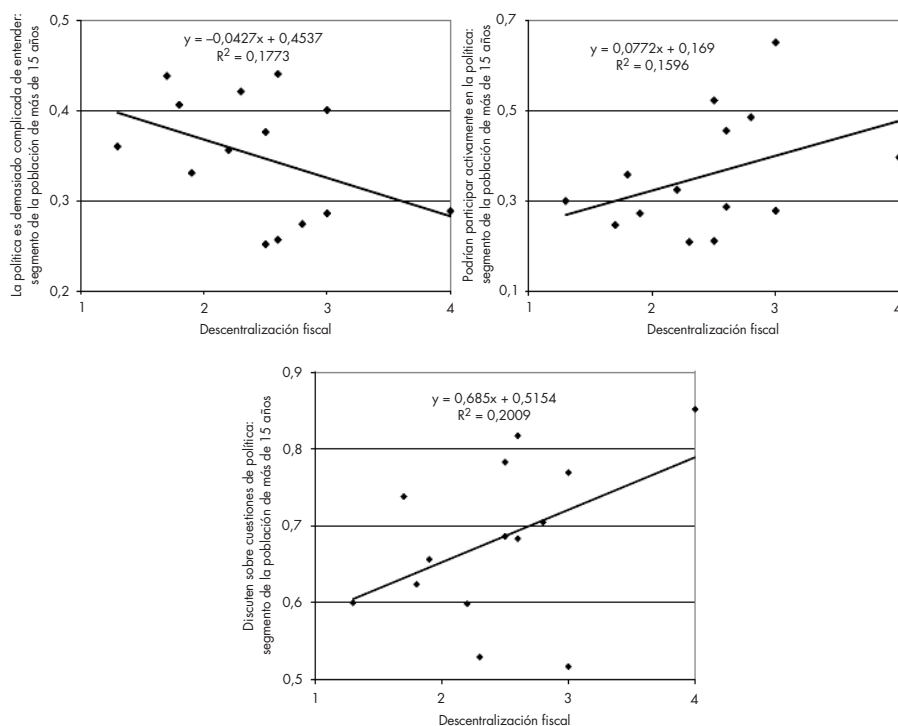 La política es demasiado complicada de entender:
segmento de la población de más de 15 años
0,5
0,4
0,3
0,2
y = –0,0427x + 0,4537
R² = 0,1773
1 2 3 4
Descentralización fiscal
Podrían participar activamente en la política:
segmento de la población de más de 15 años
0,7
0,5
0,3
0,1
y = 0,0772x + 0,169
R² = 0,1596
1 2 3 4
Descentralización fiscal
Discuten sobre cuestiones de política:
segmento de la población de más de 15 años
0,9
0,8
0,7
0,6
0,5
y = 0,685x + 0,5154
R² = 0,2009
1 2 3 4
Descentralización fiscal